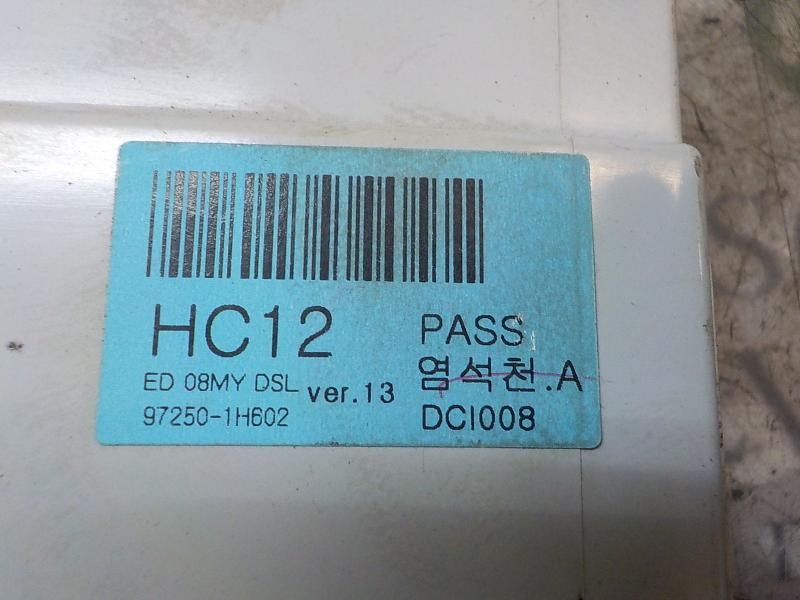 HC12
PASS
ED 08MY DSL ver.13
염석천.A
97250-1H602
DCI008